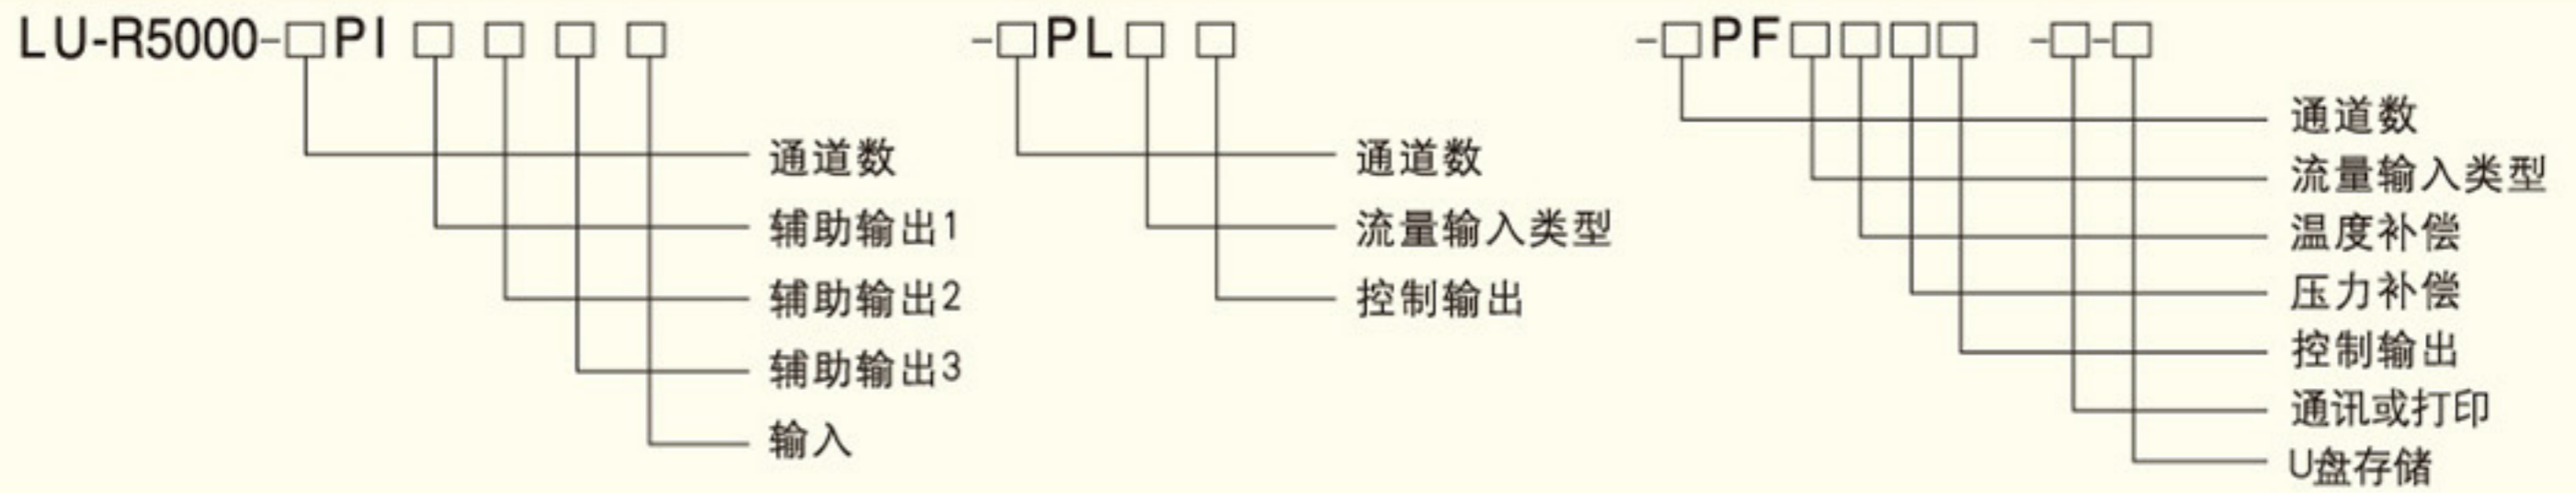 LU-R5000-□PI □ □ □ □ -□PL□ □ -□PF□□□□ -□-□
通道数
辅助输出1
辅助输出2
辅助输出3
输入
通道数
流量输入类型
控制输出
通道数
流量输入类型
温度补偿
压力补偿
控制输出
通讯或打印
U盘存储